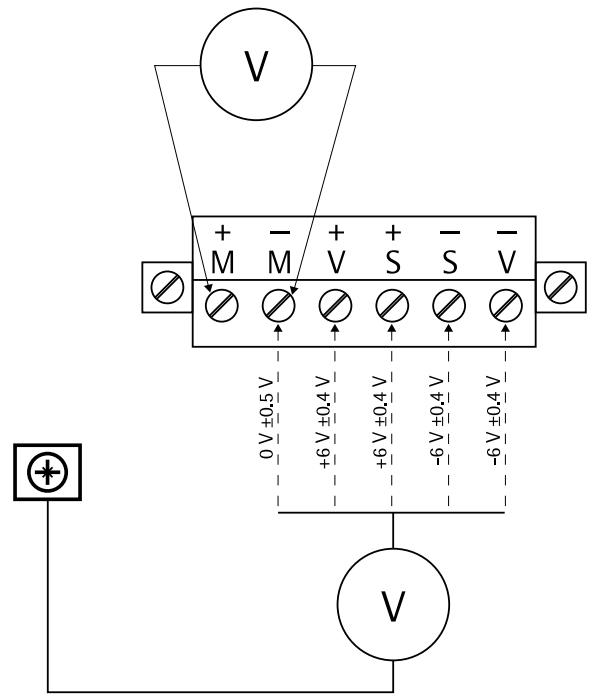 V
+ − + + − −
M M V S S V
0 V ±0.5 V
+6 V ±0.4 V
+6 V ±0.4 V
-6 V ±0.4 V
-6 V ±0.4 V
V